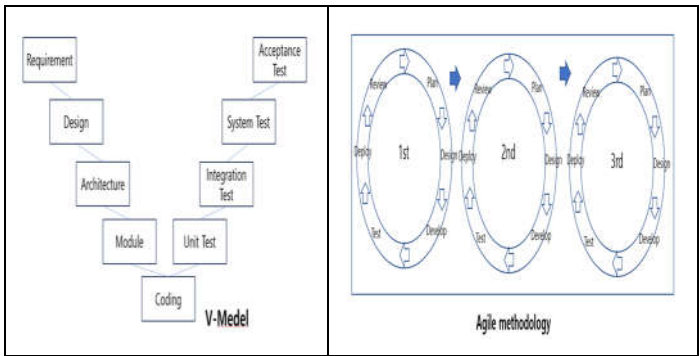 Requirement
Design
Architecture
Module
Coding
Unit Test
Integration
Test
System Test
Acceptance
Test
V-Medel
Review
Plan
1st
Deploy
Design
Test
Develop
Review
Plan
2nd
Deploy
Design
Test
Develop
Review
Plan
3rd
Deploy
Design
Test
Develop
Agile methodology